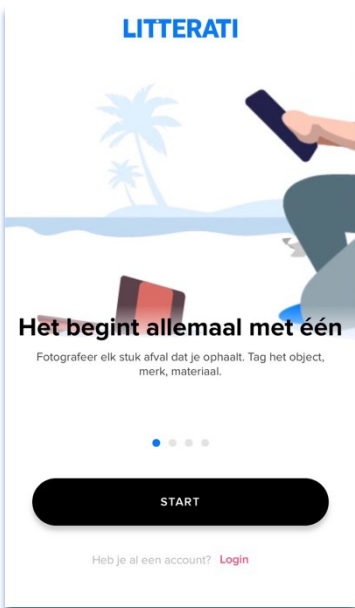 LITTERATI
Het begint allemaal met één
Fotografeer elk stuk afval dat je ophaalt. Tag het object,
merk, materiaal.
START
Heb je al een account? Login